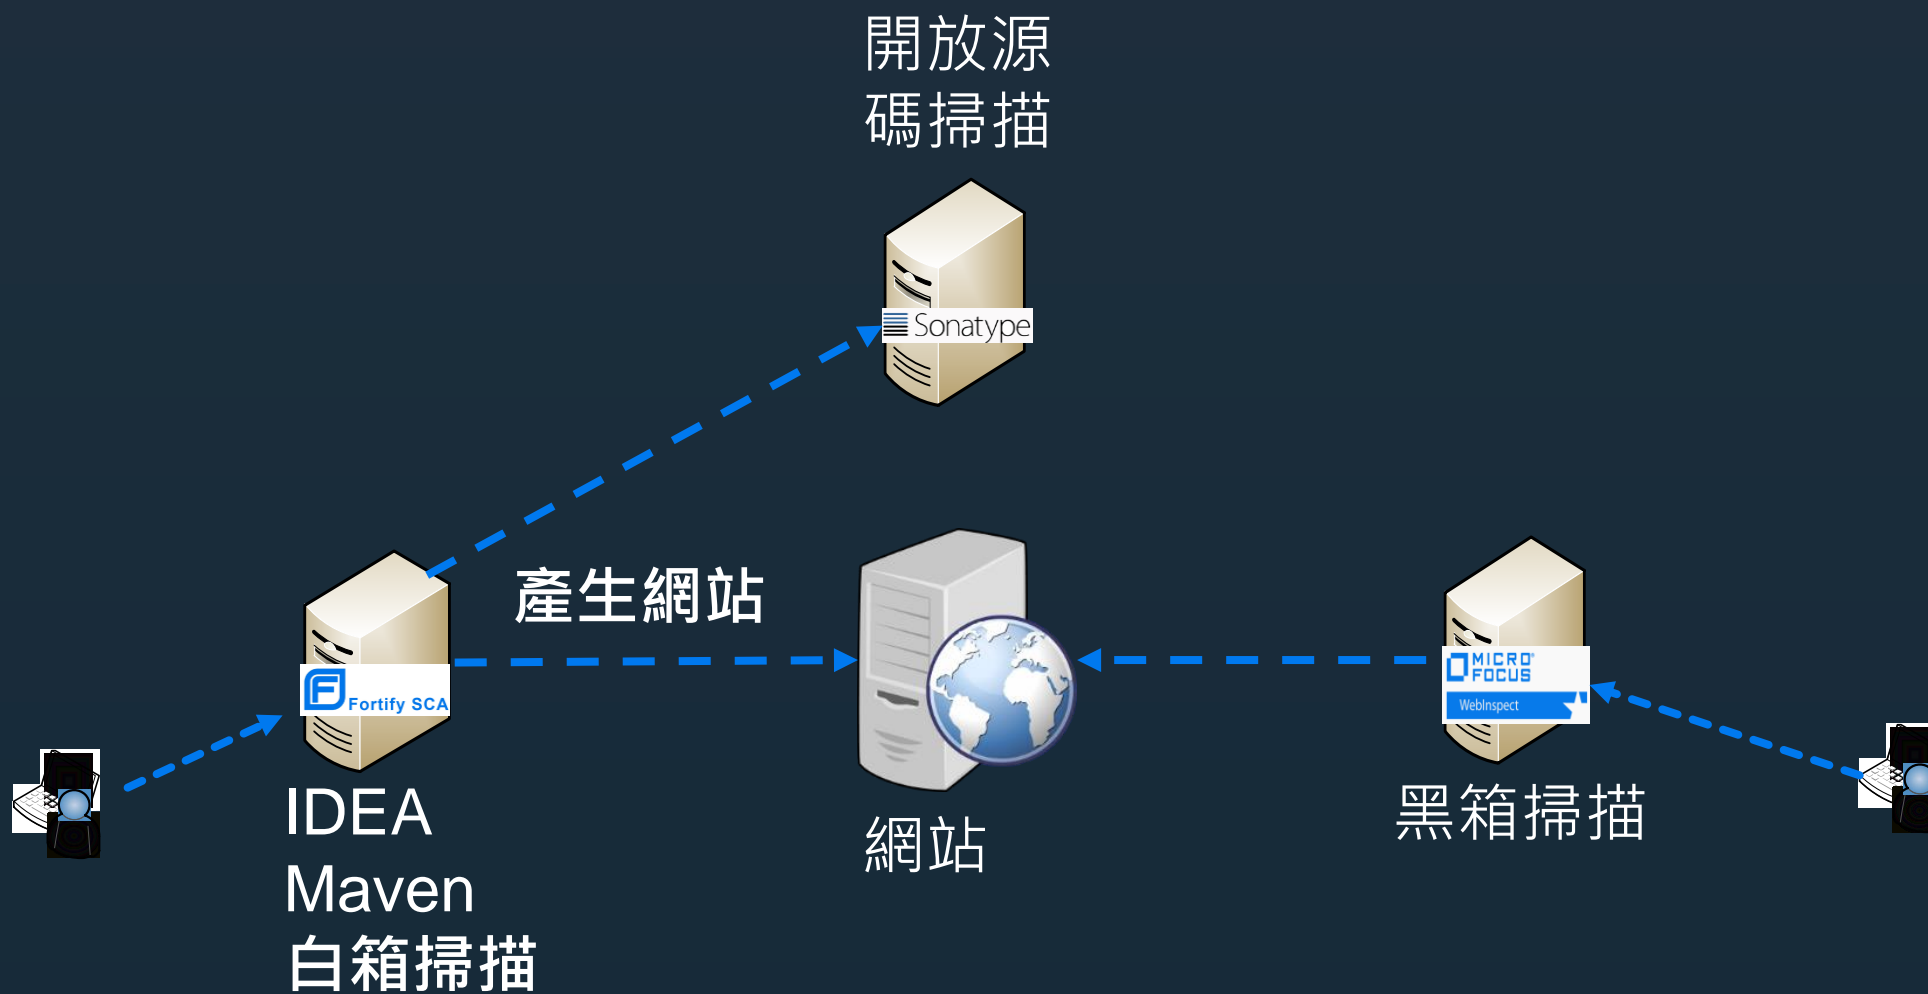 開放源
碼掃描
Sonatype
產生網站
Fortify SCA
MICRO
FOCUS
WebInspect
IDEA
Maven
白箱掃描
網站
黑箱掃描